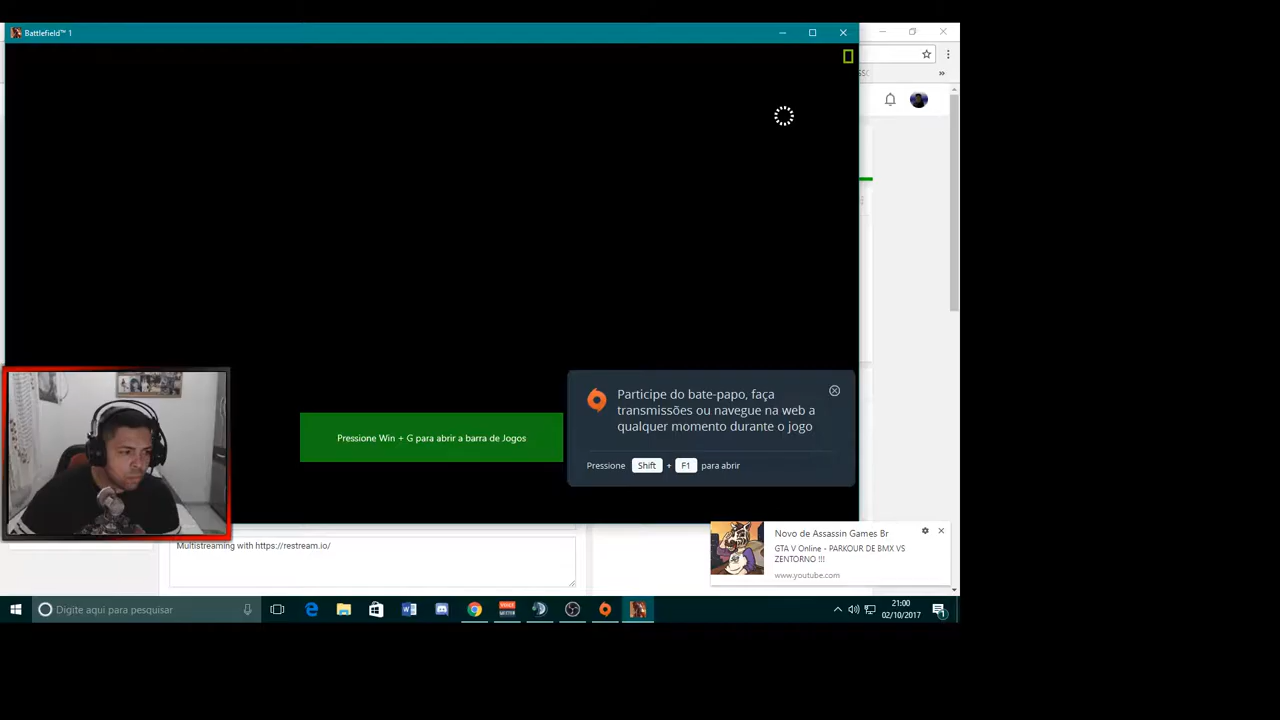 Battlefield™ 1
Participe do bate-papo, faça
transmissões ou navegue na web a
qualquer momento durante o jogo
Pressione Shift + F1 para abrir
Pressione Win + G para abrir a barra de Jogos
Multistreaming with https://restream.io/
Novo de Assassin Games Br
GTA V Online - PARKOUR DE BMX VS
ZENTORNO !!!
www.youtube.com
Digite aqui para pesquisar
21:00
02/10/2017
1